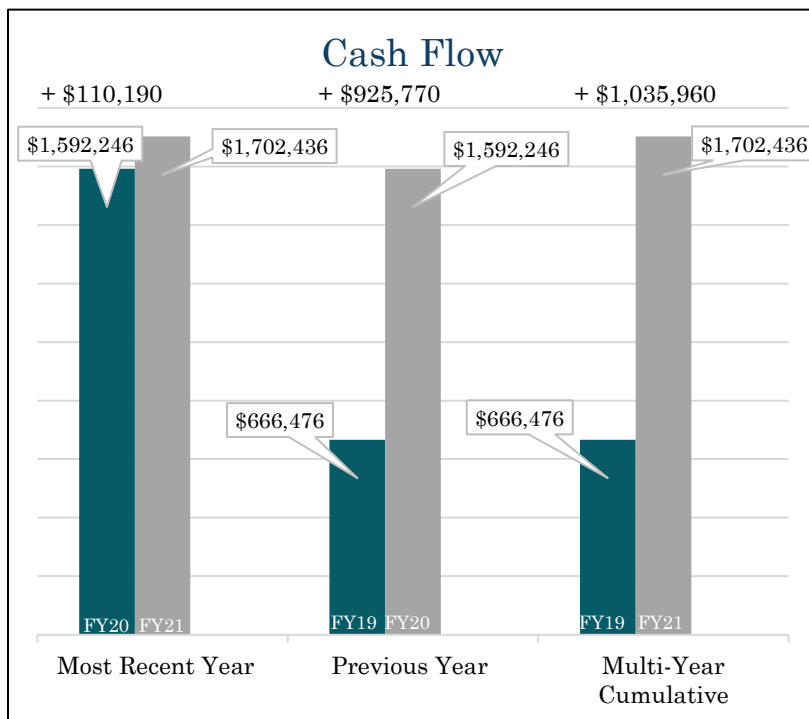 Cash Flow
+ $110,190
+ $925,770
+ $1,035,960
$1,592,246
$1,702,436
$1,592,246
$1,702,436
$666,476
$666,476
FY20
FY21
FY19
FY20
FY19
FY21
Most Recent Year
Previous Year
Multi-Year
Cumulative